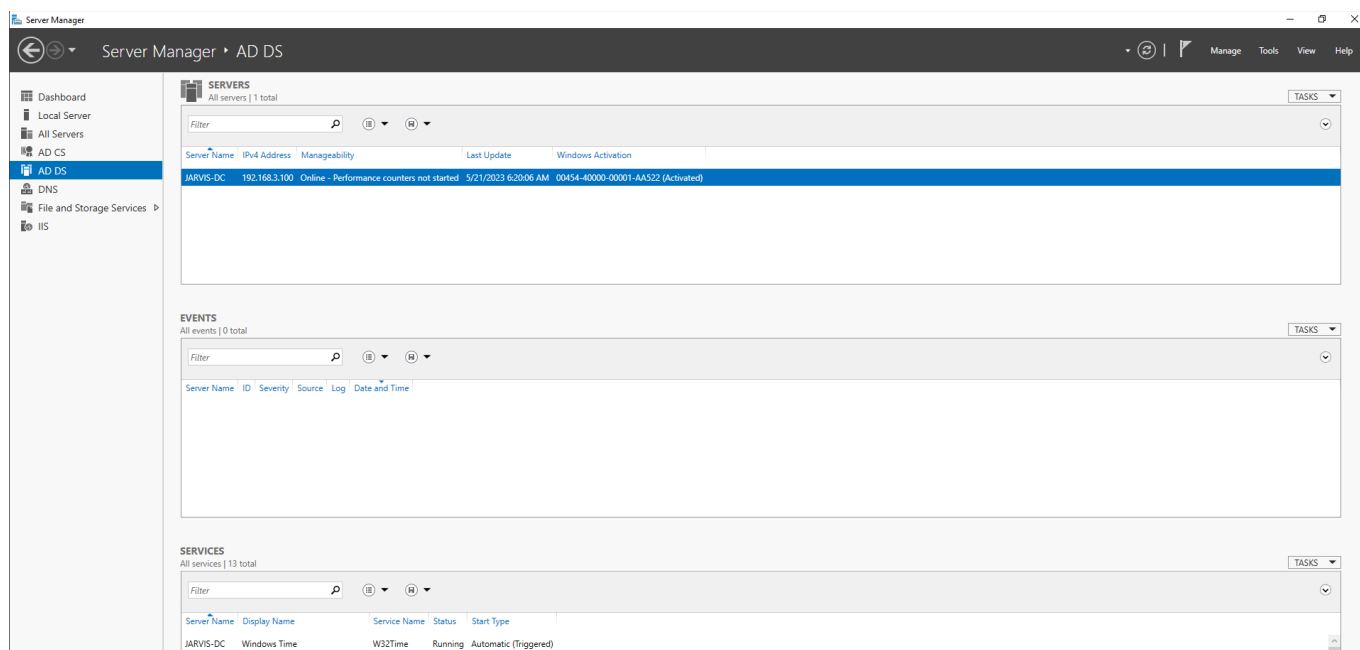 Server Manager
Server Manager ‣ AD DS
Manage Tools View Help
Dashboard
Local Server
All Servers
AD CS
AD DS
DNS
File and Storage Services
IIS
SERVERS
All servers | 1 total
TASKS
Filter
Server Name IPv4 Address Manageability Last Update Windows Activation
JARVIS-DC 192.168.3.100 Online - Performance counters not started 5/21/2023 6:20:06 AM 00454-40000-00001-AA522 (Activated)
EVENTS
All events | 0 total
TASKS
Filter
Server Name ID Severity Source Log Date and Time
SERVICES
All services | 13 total
TASKS
Filter
Server Name Display Name Service Name Status Start Type
JARVIS-DC Windows Time W32Time Running Automatic (Triggered)